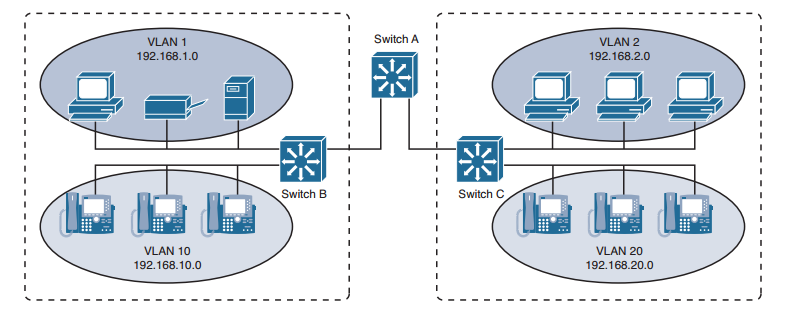 VLAN 1
192.168.1.0
Switch A
VLAN 2
192.168.2.0
Switch B
Switch C
VLAN 10
192.168.10.0
VLAN 20
192.168.20.0